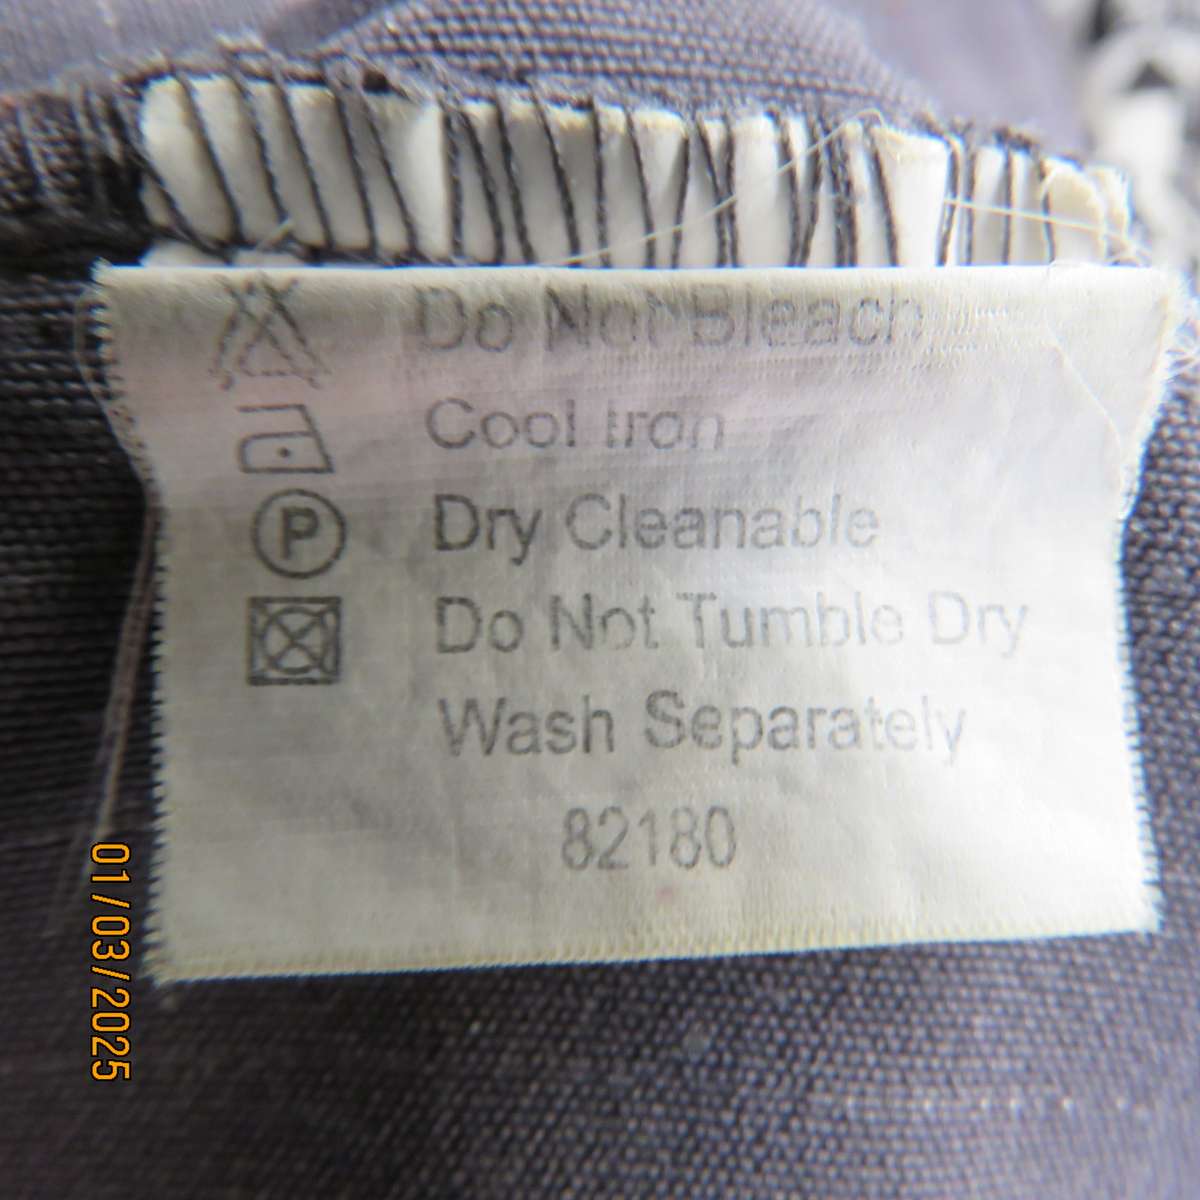 Do Not Bleach
Cool Iron
P Dry Cleanable
Do Not Tumble Dry
Wash Separately
82180
01/03/2025